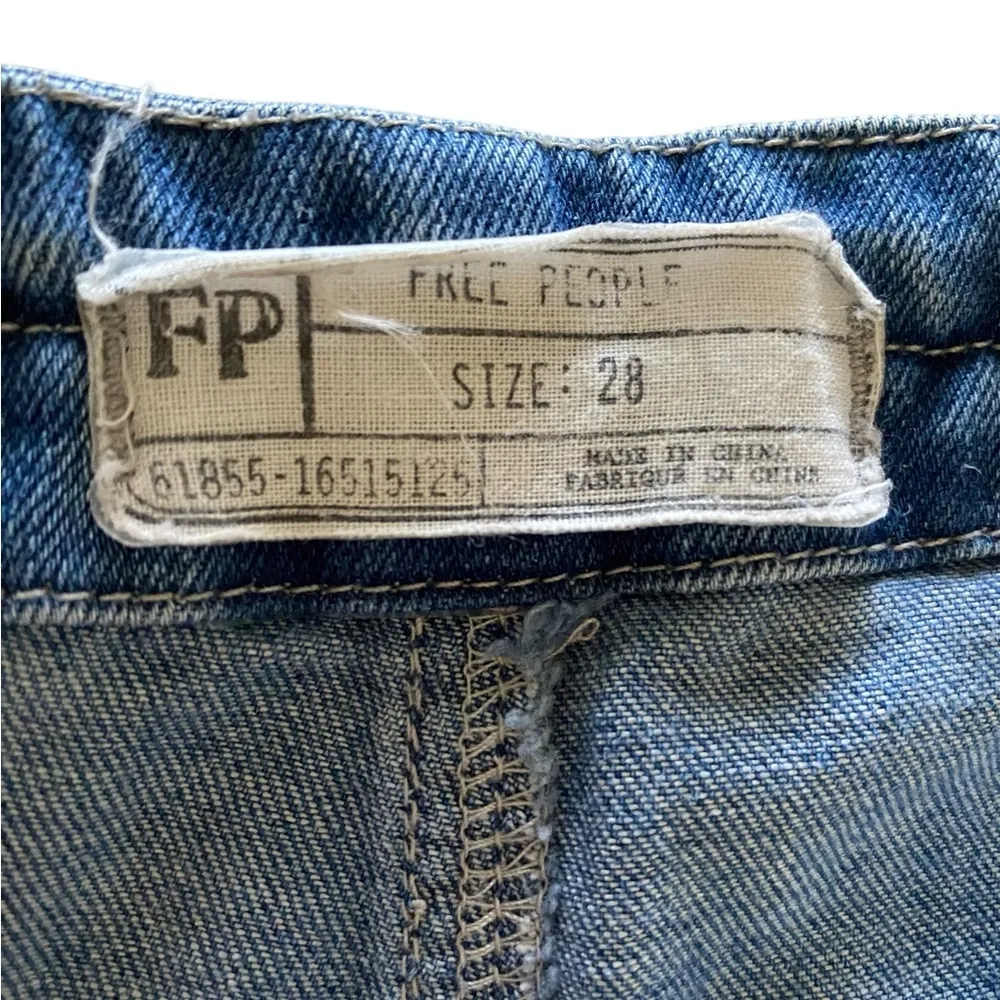 FP
FREE PEOPLE
SIZE: 28
61855-16515125
MADE IN CHINA
FABRIQUE EN CHINE